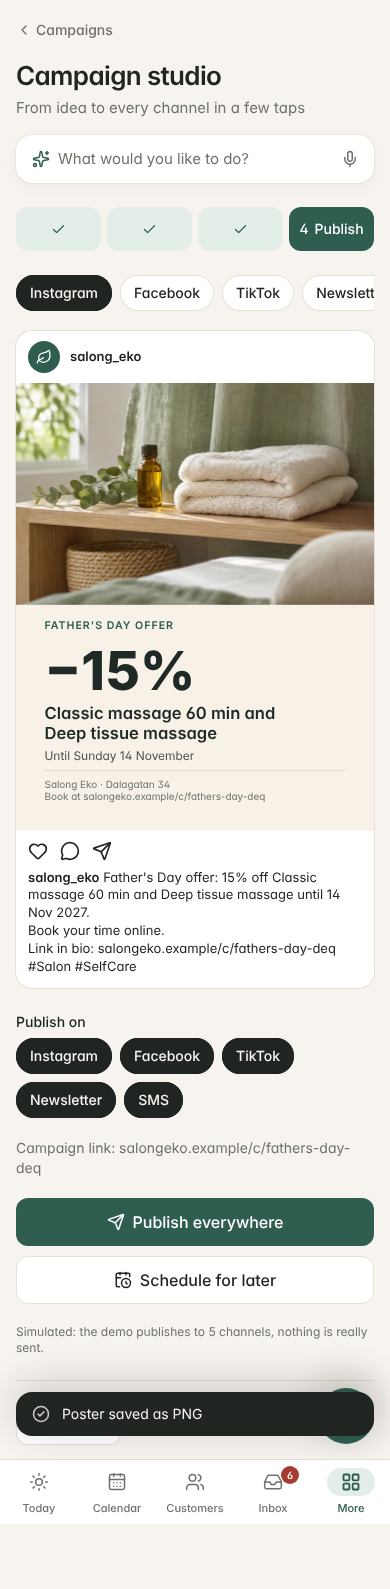 Campaigns
Campaign studio
From idea to every channel in a few taps
What would you like to do?
4 Publish
Instagram
Facebook
TikTok
Newslett
salong_eko
FATHER'S DAY OFFER
−15%
Classic massage 60 min and
Deep tissue massage
Until Sunday 14 November
Salong Eko · Dalagatan 34
Book at salongeko.example/c/fathers-day-deq
salong_eko Father's Day offer: 15% off Classic
massage 60 min and Deep tissue massage until 14
Nov 2027.
Book your time online.
Link in bio: salongeko.example/c/fathers-day-deq
#Salon #SelfCare
Publish on
Instagram
Facebook
TikTok
Newsletter
SMS
Campaign link: salongeko.example/c/fathers-day-
deq
Publish everywhere
Schedule for later
Simulated: the demo publishes to 5 channels, nothing is really
sent.
Poster saved as PNG
6
Today
Calendar
Customers
Inbox
More